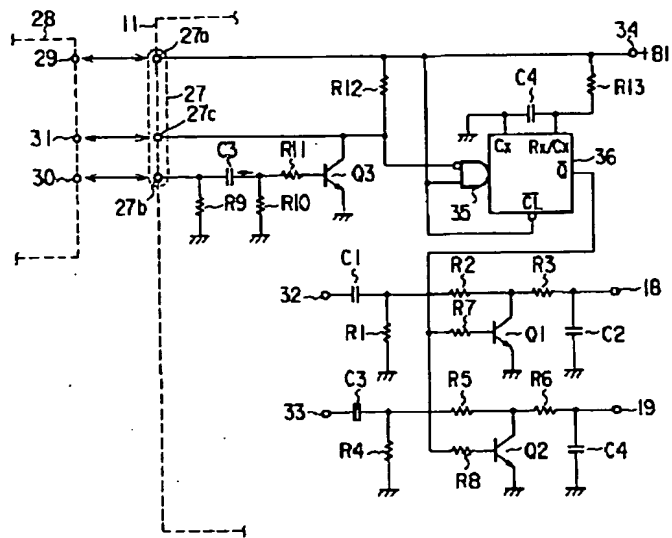 28
11
27a
34
29
+B1
R12
C4
R13
27
27c
Cx
Rx/Cx
36
31
R11
Q̅
C3
30
Q3
35
27b
R9
R10
C̅L̅
C1
R2
R3
32
18
R7
R1
Q1
C2
C3
R5
R6
33
19
R4
Q2
C4
R8